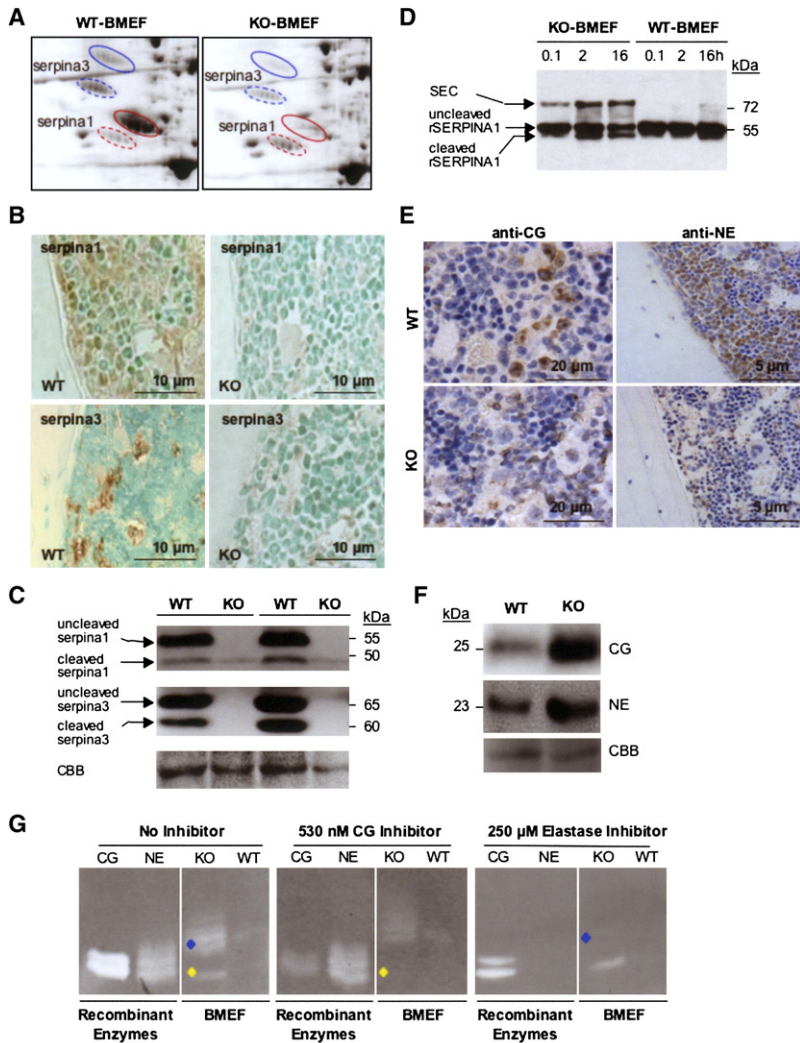 A
WT-BMEF KO-BMEF
serpina3 serpina3
serpina1 serpina1
B
serpina1 serpina1
WT 10 µm KO 10 µm
serpina3 serpina3
WT 10 µm KO 10 µm
C
WT KO WT KO
kDa
uncleaved
serpina1
55
50
cleaved
serpina1
uncleaved
serpina3
65
60
cleaved
serpina3
CBB
D
KO-BMEF WT-BMEF
0.1 2 16 0.1 2 16h
kDa
SEC
72
uncleaved
rSERPINA1
55
cleaved
rSERPINA1
E
anti-CG anti-NE
WT
20 µm 5 µm
KO
20 µm 5 µm
F
WT KO
kDa
25 CG
23 NE
CBB
G
No Inhibitor 530 nM CG Inhibitor 250 µM Elastase Inhibitor
CG NE KO WT CG NE KO WT CG NE KO WT
Recombinant Enzymes BMEF Recombinant Enzymes BMEF Recombinant Enzymes BMEF